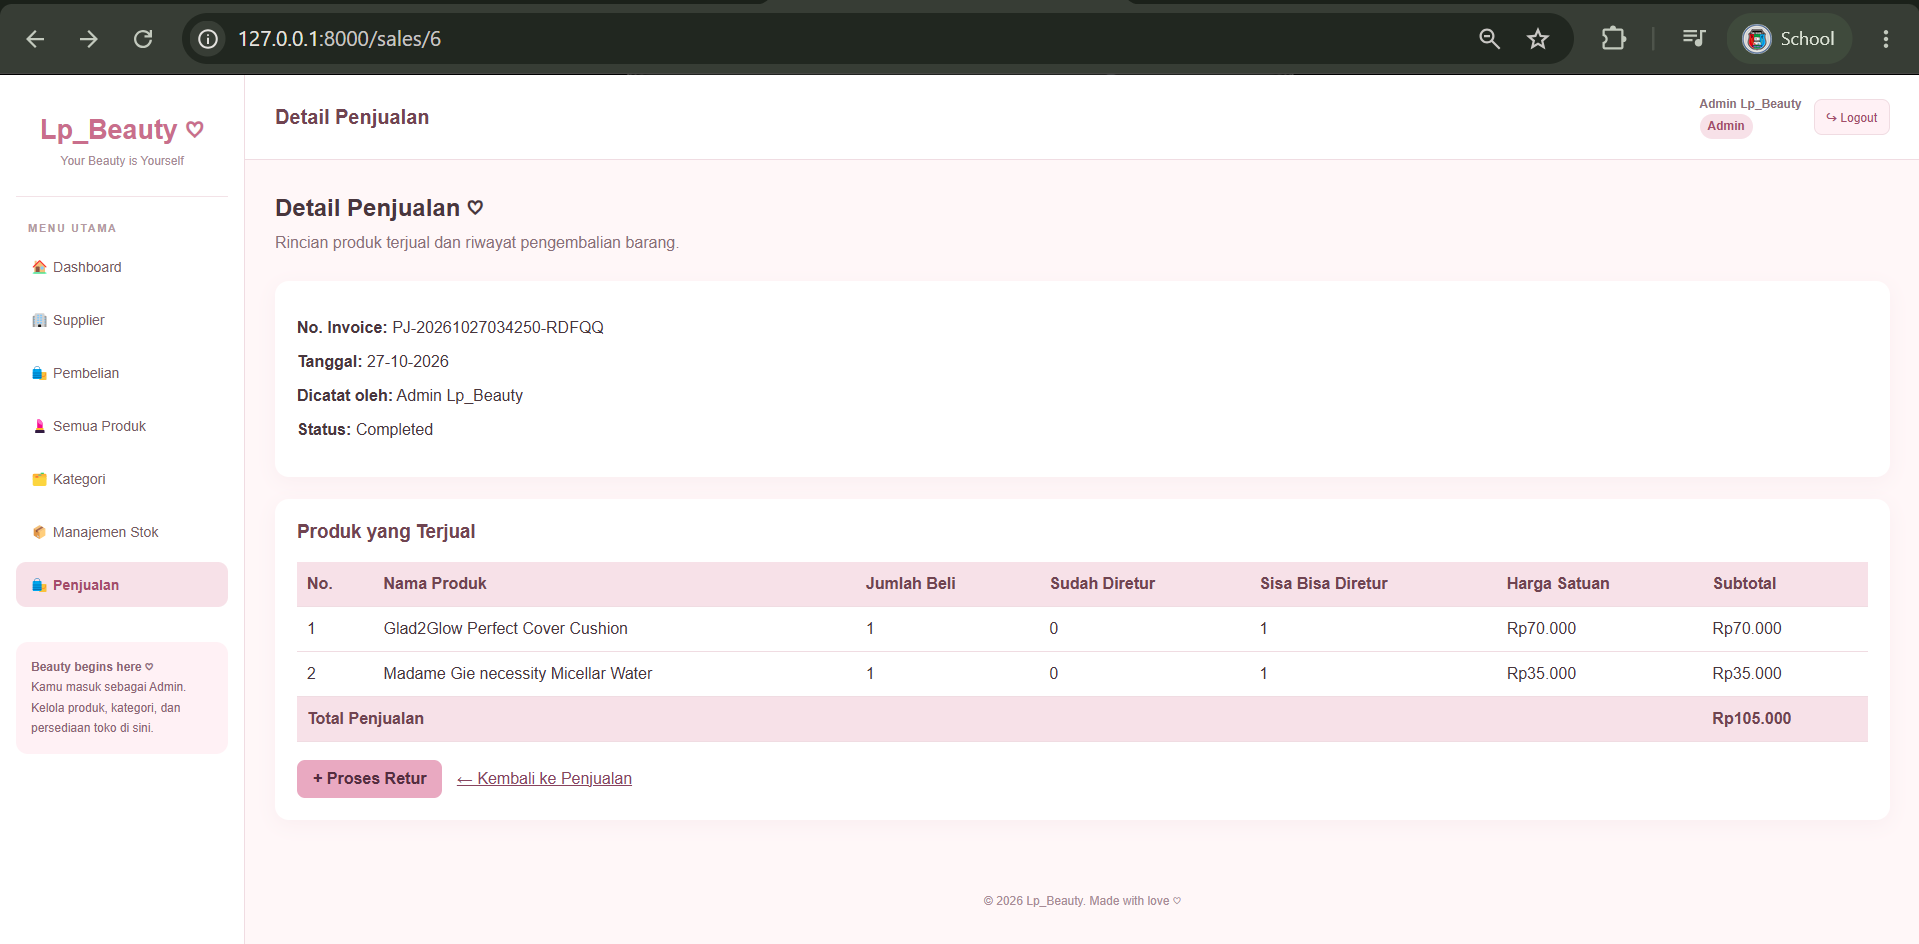 127.0.0.1:8000/sales/6
School
Lp_Beauty ♡
Your Beauty is Yourself
MENU UTAMA
Dashboard
Supplier
Pembelian
Semua Produk
Kategori
Manajemen Stok
Penjualan
Beauty begins here ♡
Kamu masuk sebagai Admin.
Kelola produk, kategori, dan
persediaan toko di sini.
Detail Penjualan
Admin Lp_Beauty
Admin
↪ Logout
Detail Penjualan ♡
Rincian produk terjual dan riwayat pengembalian barang.
No. Invoice: PJ-20261027034250-RDFQQ
Tanggal: 27-10-2026
Dicatat oleh: Admin Lp_Beauty
Status: Completed
Produk yang Terjual
No. Nama Produk Jumlah Beli Sudah Diretur Sisa Bisa Diretur Harga Satuan Subtotal
1 Glad2Glow Perfect Cover Cushion 1 0 1 Rp70.000 Rp70.000
2 Madame Gie necessity Micellar Water 1 0 1 Rp35.000 Rp35.000
Total Penjualan Rp105.000
+ Proses Retur ← Kembali ke Penjualan
© 2026 Lp_Beauty. Made with love ♡